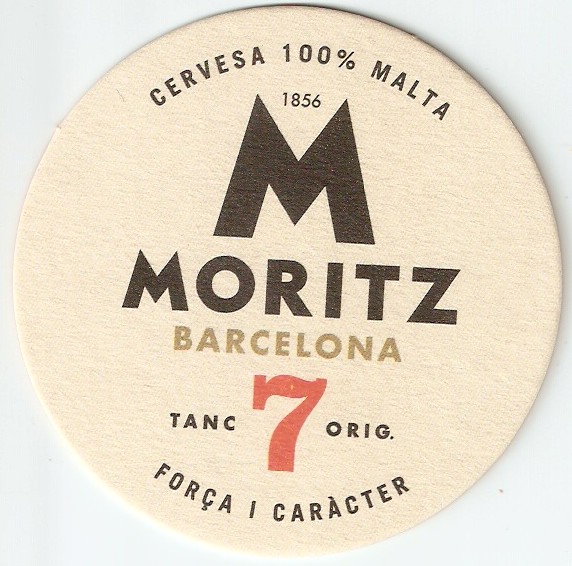 CERVESA 100% MALTA
1856
M
MORITZ
BARCELONA
TANC 7 ORIG.
FORÇA I CARÀCTER